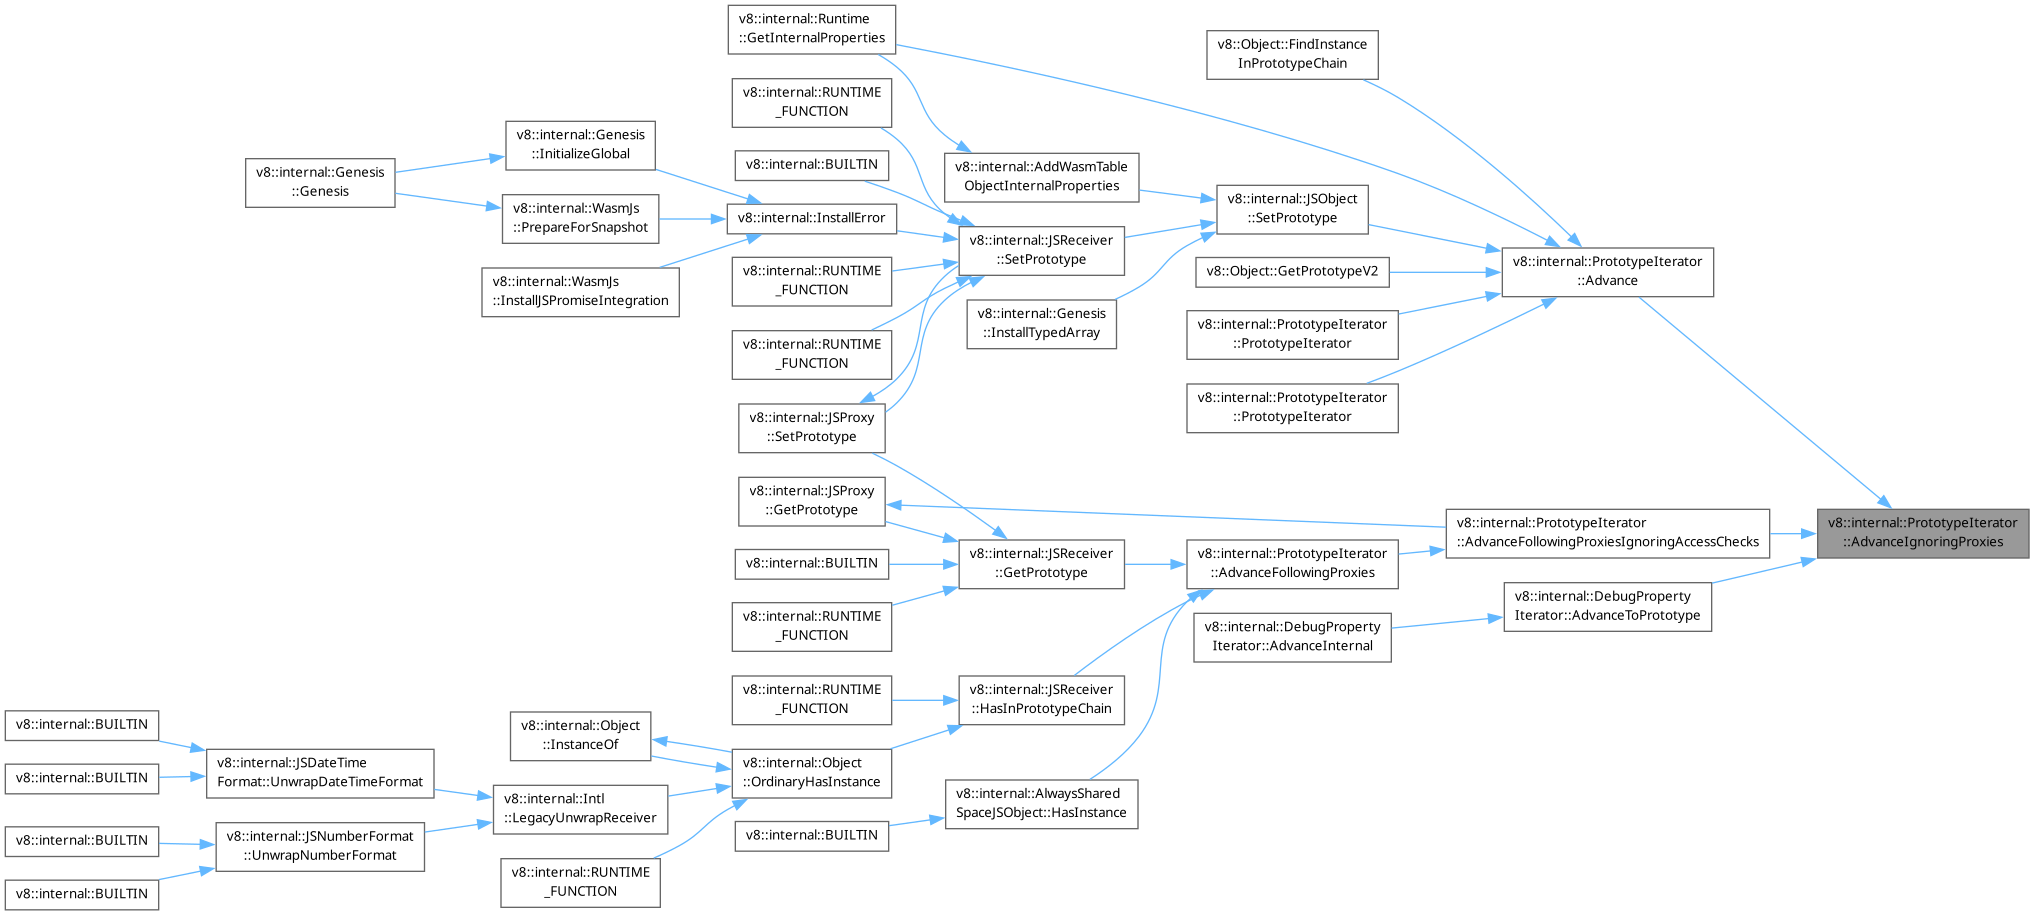 v8::internal::Runtime
::GetInternalProperties
v8::Object::FindInstance
InPrototypeChain
v8::internal::RUNTIME
_FUNCTION
v8::internal::Genesis
::InitializeGlobal
v8::internal::BUILTIN
v8::internal::AddWasmTable
ObjectInternalProperties
v8::internal::Genesis
::Genesis
v8::internal::JSObject
::SetPrototype
v8::internal::WasmJs
::PrepareForSnapshot
v8::internal::InstallError
v8::internal::JSReceiver
::SetPrototype
v8::internal::PrototypeIterator
::Advance
v8::internal::RUNTIME
_FUNCTION
v8::Object::GetPrototypeV2
v8::internal::WasmJs
::InstallJSPromiseIntegration
v8::internal::Genesis
::InstallTypedArray
v8::internal::PrototypeIterator
::PrototypeIterator
v8::internal::RUNTIME
_FUNCTION
v8::internal::PrototypeIterator
::PrototypeIterator
v8::internal::JSProxy
::SetPrototype
v8::internal::JSProxy
::GetPrototype
v8::internal::PrototypeIterator
::AdvanceFollowingProxiesIgnoringAccessChecks
v8::internal::PrototypeIterator
::AdvanceIgnoringProxies
v8::internal::BUILTIN
v8::internal::JSReceiver
::GetPrototype
v8::internal::PrototypeIterator
::AdvanceFollowingProxies
v8::internal::DebugProperty
Iterator::AdvanceToPrototype
v8::internal::RUNTIME
_FUNCTION
v8::internal::DebugProperty
Iterator::AdvanceInternal
v8::internal::RUNTIME
_FUNCTION
v8::internal::JSReceiver
::HasInPrototypeChain
v8::internal::BUILTIN
v8::internal::Object
::InstanceOf
v8::internal::JSDateTime
Format::UnwrapDateTimeFormat
v8::internal::Object
::OrdinaryHasInstance
v8::internal::BUILTIN
v8::internal::Intl
::LegacyUnwrapReceiver
v8::internal::AlwaysShared
SpaceJSObject::HasInstance
v8::internal::BUILTIN
v8::internal::JSNumberFormat
::UnwrapNumberFormat
v8::internal::BUILTIN
v8::internal::RUNTIME
_FUNCTION
v8::internal::BUILTIN